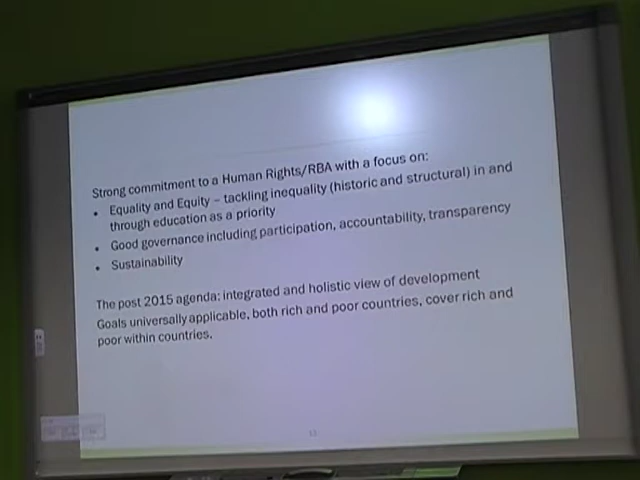 Strong commitment to a Human Rights/RBA with a focus on:
• Equality and Equity – tackling inequality (historic and structural) in and
through education as a priority
• Good governance including participation, accountability, transparency
• Sustainability
The post 2015 agenda: integrated and holistic view of development
Goals universally applicable, both rich and poor countries, cover rich and
poor within countries.